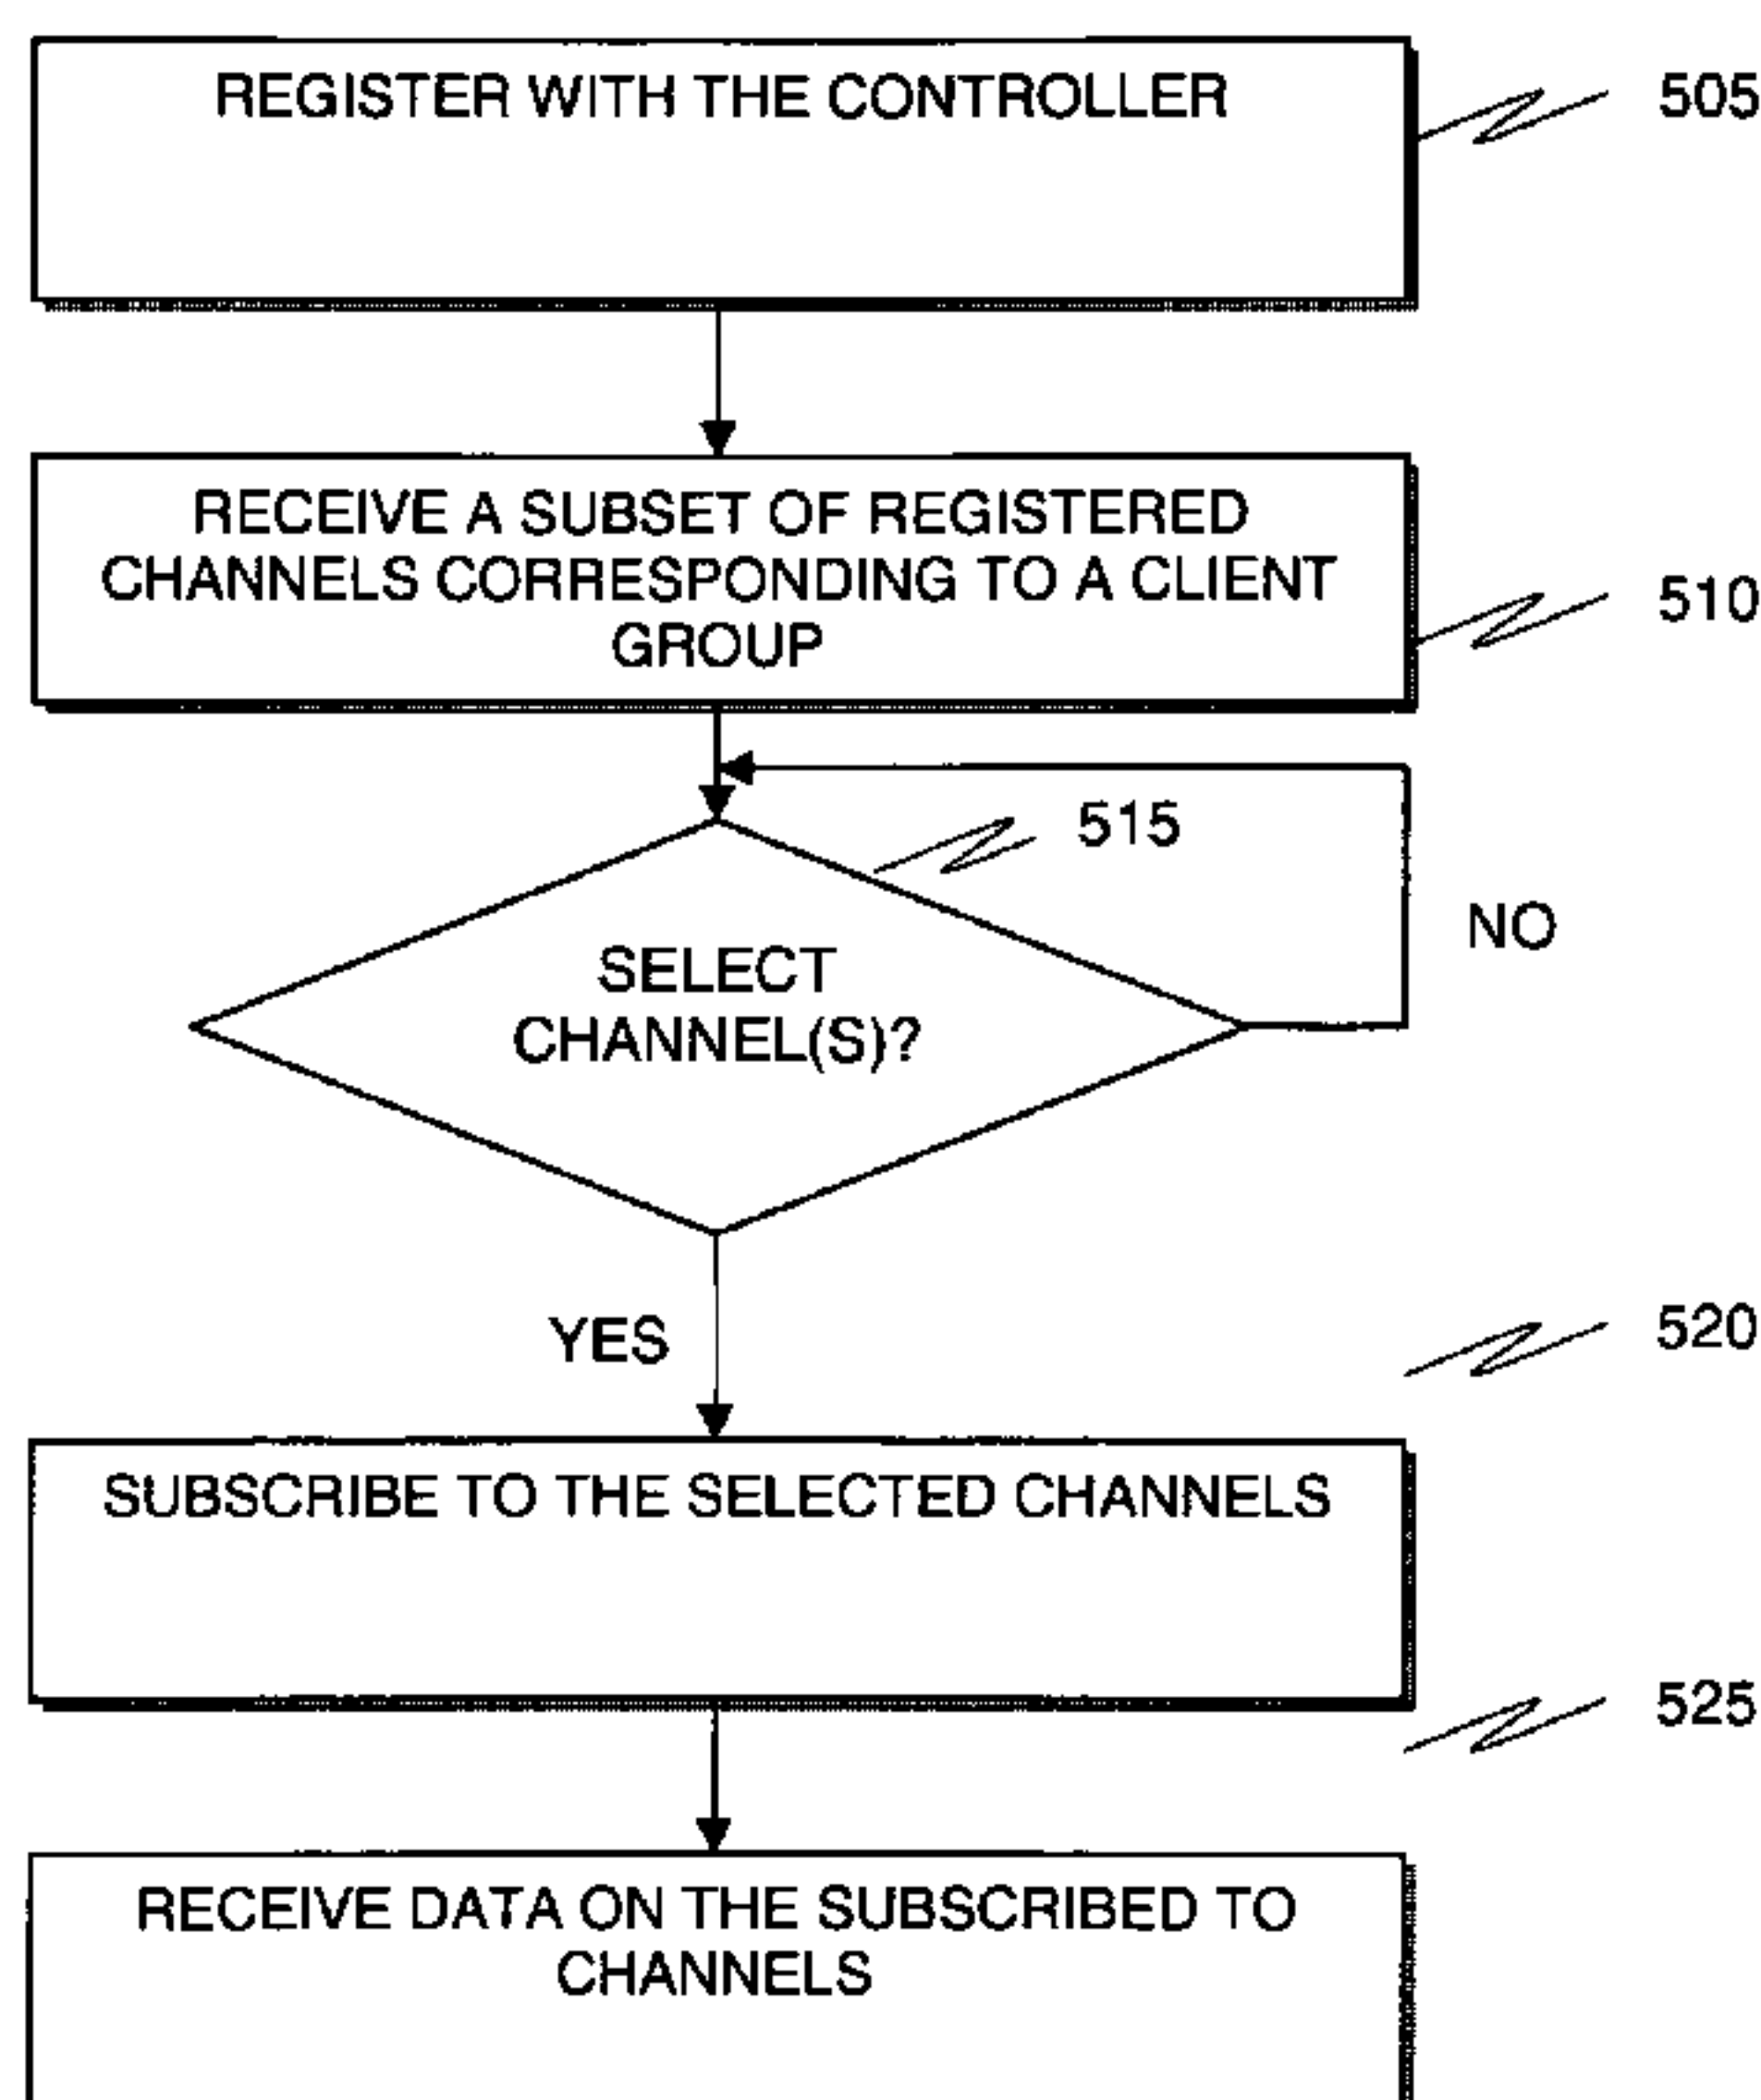 REGISTER WITH THE CONTROLLER
505
RECEIVE A SUBSET OF REGISTERED
CHANNELS CORRESPONDING TO A CLIENT
GROUP
510
515
NO
SELECT
CHANNEL(S)?
YES
520
SUBSCRIBE TO THE SELECTED CHANNELS
525
RECEIVE DATA ON THE SUBSCRIBED TO
CHANNELS